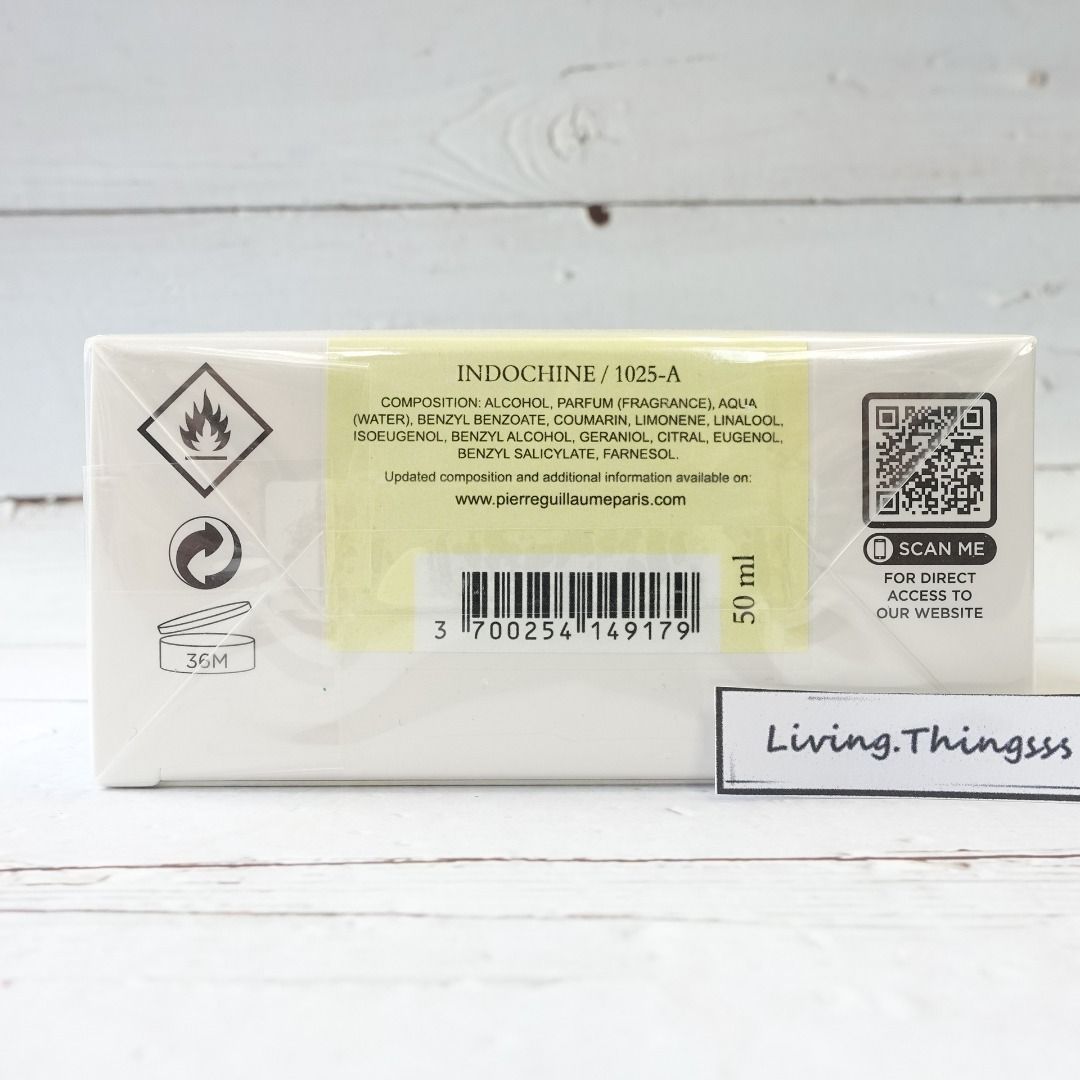 INDOCHINE / 1025-A
COMPOSITION: ALCOHOL, PARFUM (FRAGRANCE), AQUA
(WATER), BENZYL BENZOATE, COUMARIN, LIMONENE, LINALOOL,
ISOEUGENOL, BENZYL ALCOHOL, GERANIOL, CITRAL, EUGENOL,
BENZYL SALICYLATE, FARNESOL.
Updated composition and additional information available on:
www.pierreguillaumeparis.com
50 ml
3 700254 149179
36M
SCAN ME
FOR DIRECT
ACCESS TO
OUR WEBSITE
Living.Thingsss